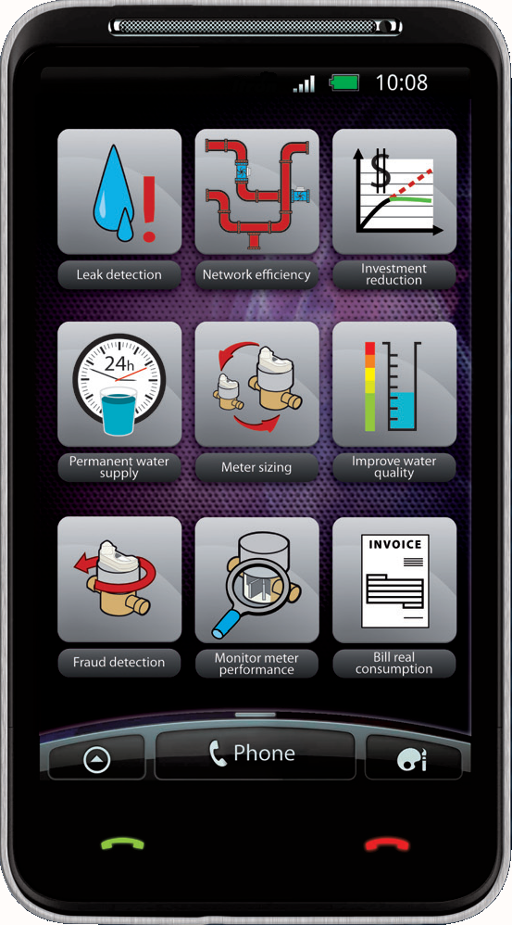 10:08
$
Leak detection
Network efficiency
Investment
reduction
24h
Permanent water
supply
Meter sizing
Improve water
quality
INVOICE
Fraud detection
Monitor meter
performance
Bill real
consumption
Phone